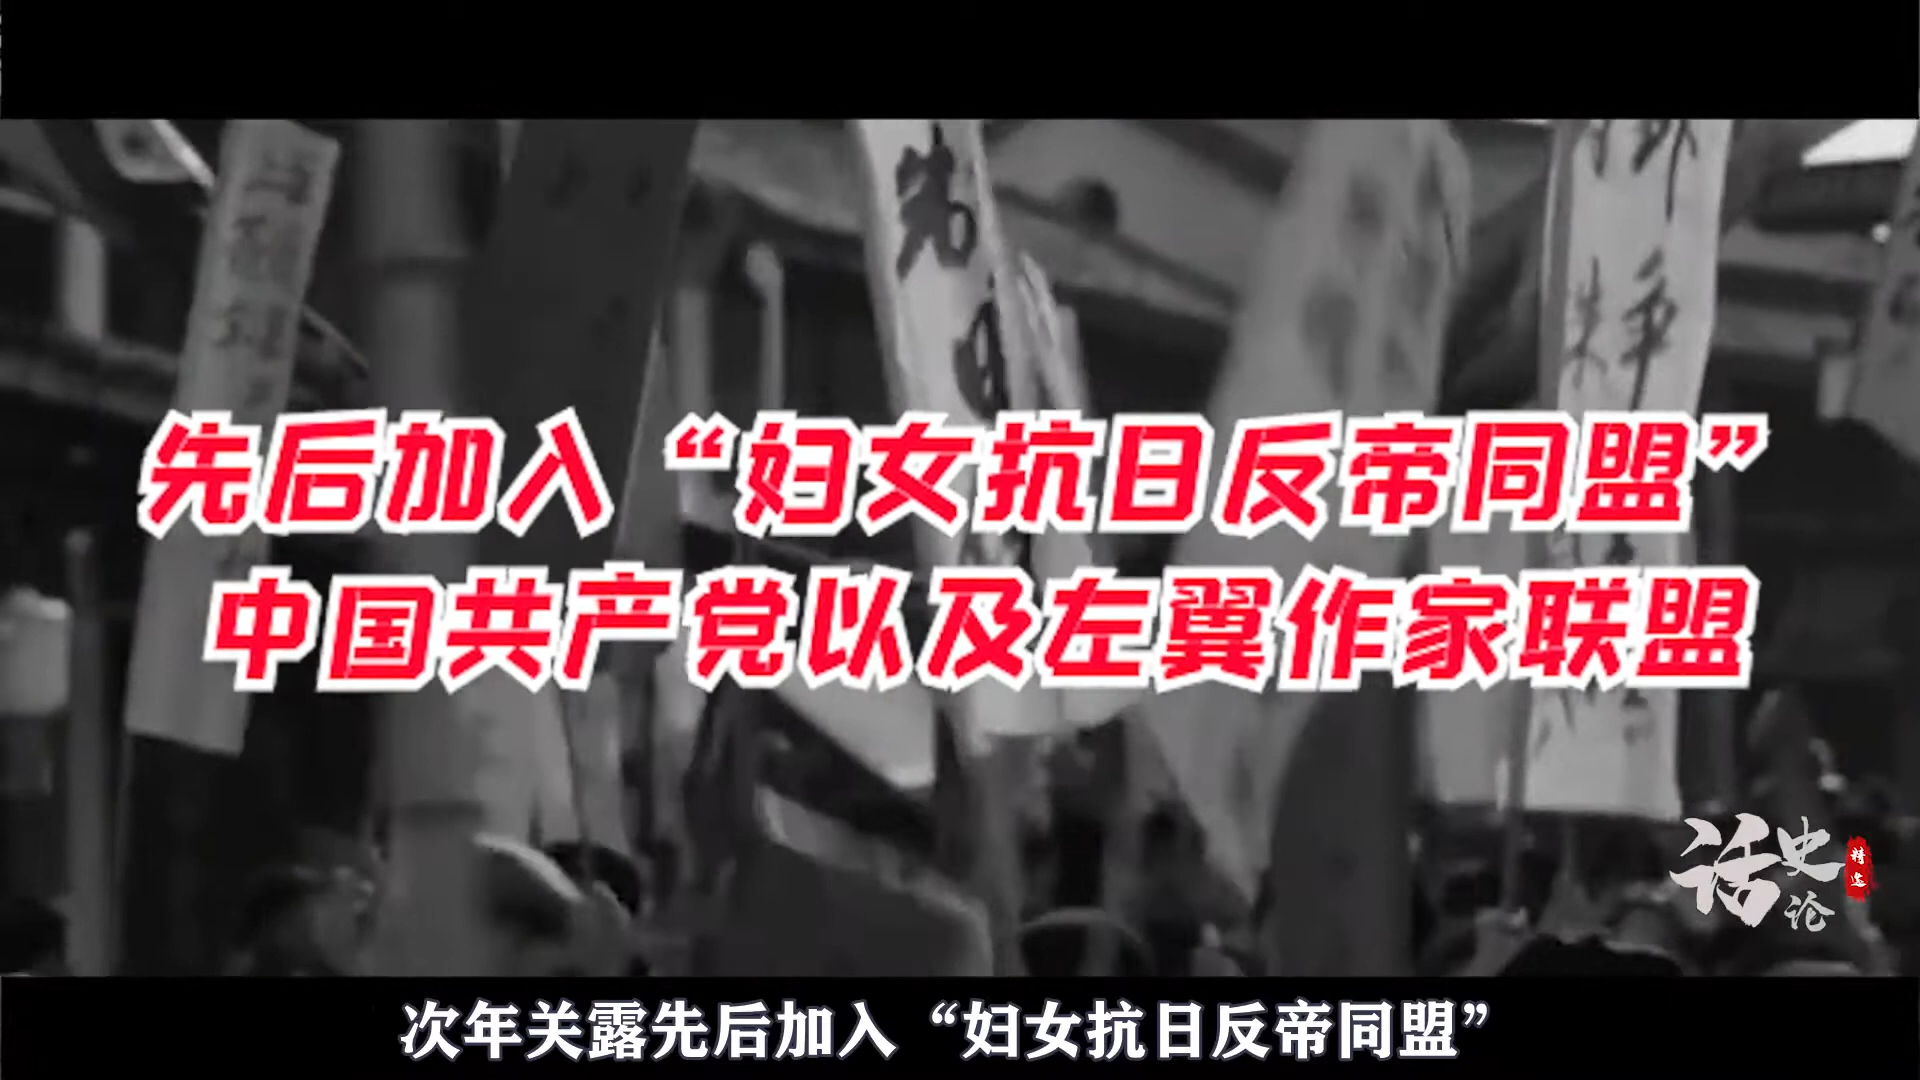 先后加入“妇女抗日反帝同盟”
中国共产党以及左翼作家联盟
话史论
精选
次年关露先后加入“妇女抗日反帝同盟”